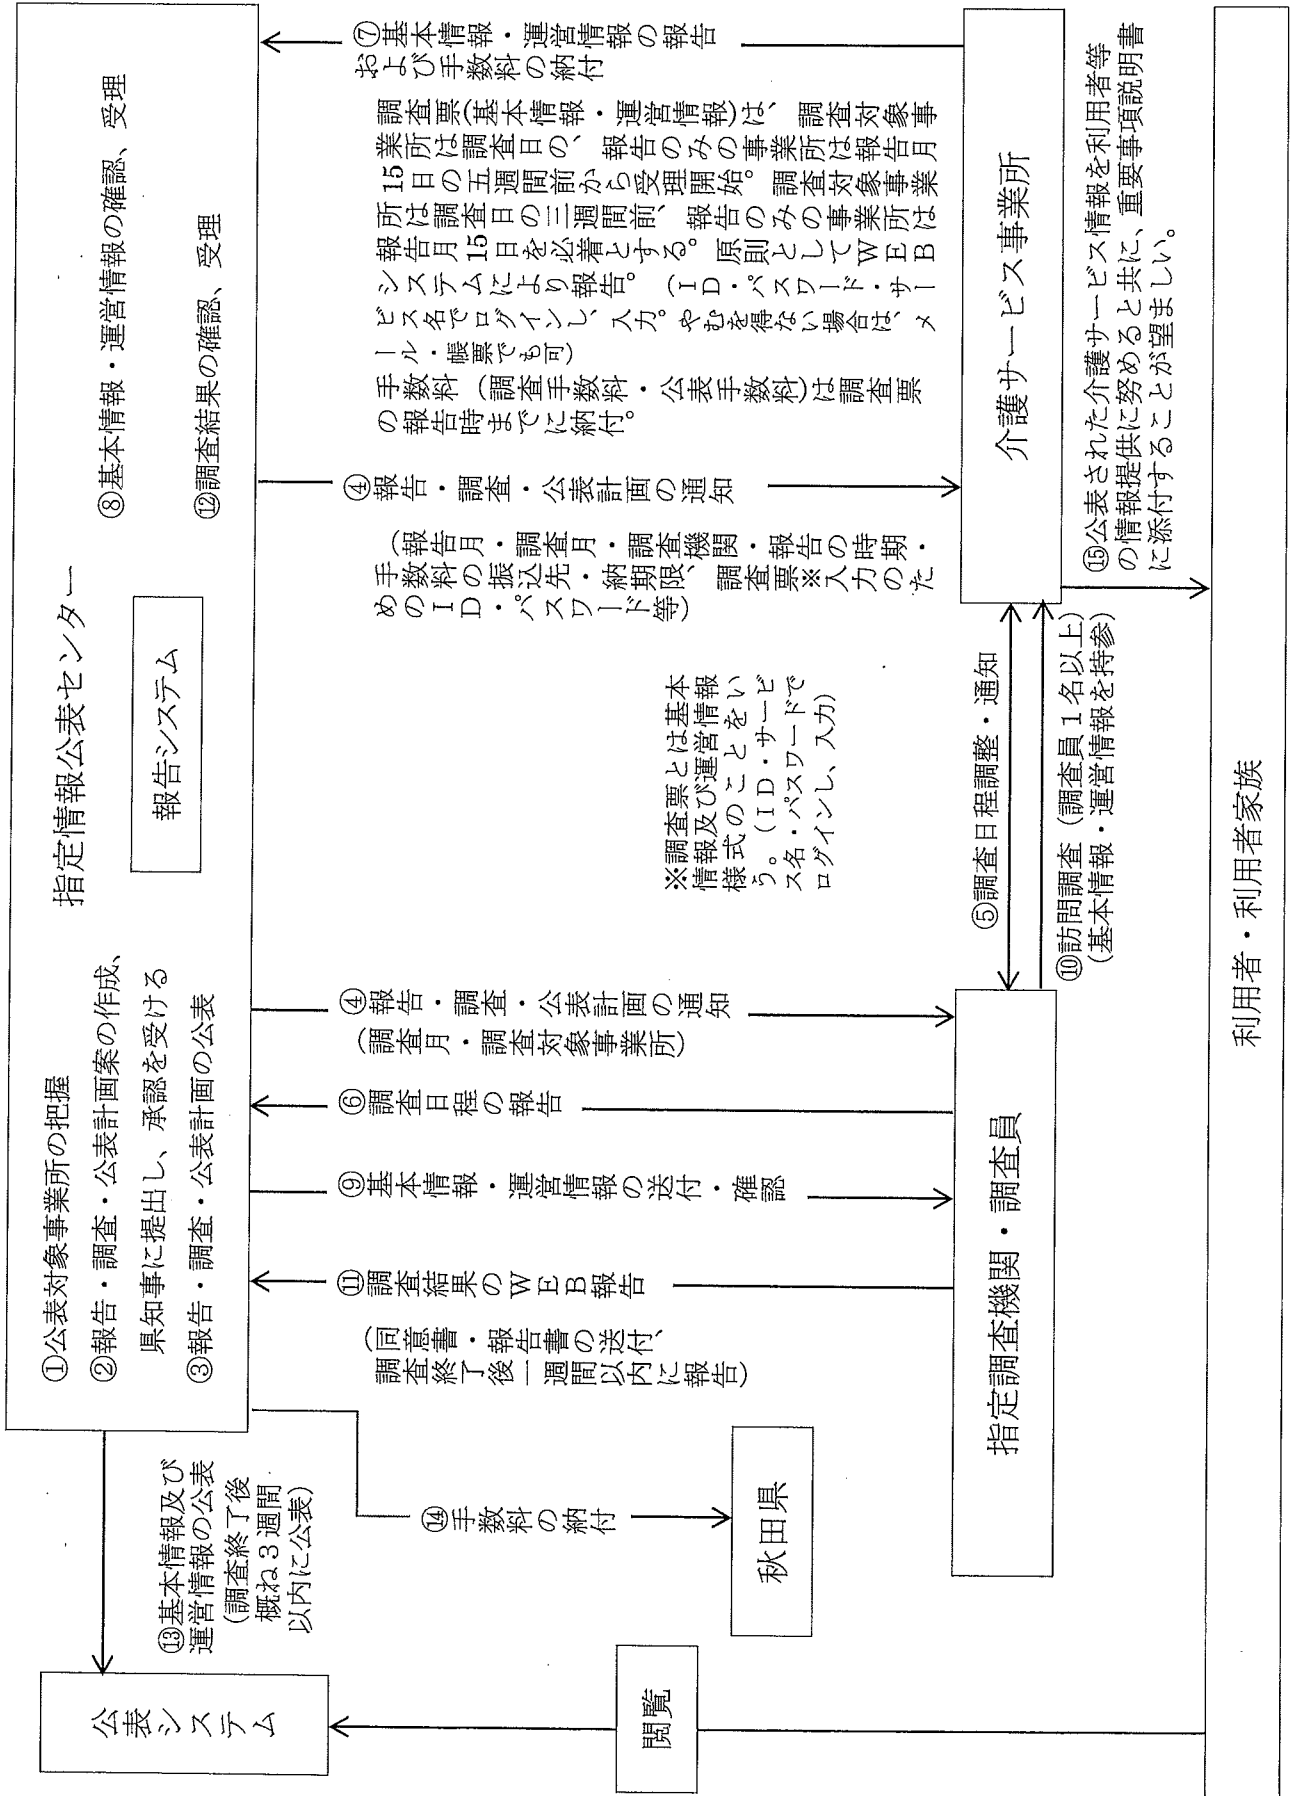 指定情報公表センター
①公表対象事業所の把握
②報告・調査・公表計画案の作成、
県知事に提出し、承認を受ける
③報告・調査・公表計画の公表
報告システム
⑧基本情報・運営情報の確認、受理
⑫調査結果の確認、受理
公表
システム
⑬基本情報及び
運営情報の公表
(調査終了後
概ね3週間
以内に公表)
⑭手数料の納付
秋田県
閲覧
⑪調査結果のWEB報告
(同意書・報告書の送付、
調査終了後一週間以内に報告)
⑨基本情報・運営情報の送付・確認
⑥調査日程の報告
④報告・調査・公表計画の通知
(調査月・調査対象事業所)
※調査票とは基本
情報及び運営情報
様式のことをい
う。(ID・サービ
ス名・パスワードで
ログインし、入力)
④報告・調査・公表計画の通知
(報告月・調査月・調査機関・報告の時期・
手数料の振込先・納期限、調査票※入力のた
めのID・パスワード等)
⑦基本情報・運営情報の報告
および手数料の納付
調査票(基本情報・運営情報)は、調査対象事
業所は調査日の、報告のみの事業所は報告月
15日の五週間前から受理開始。調査対象事業
所は調査日の三週間前、報告のみの事業所は
報告月15日を必着とする。原則としてWEB
システムにより報告。(ID・パスワード・サー
ビス名でログインし、入力。やむを得ない場合は、メ
ール・帳票でも可)
手数料(調査手数料・公表手数料)は調査票
の報告時までに納付。
指定調査機関・調査員
⑤調査日程調整・通知
⑩訪問調査(調査員1名以上)
(基本情報・運営情報を持参)
介護サービス事業所
⑮公表された介護サービス情報を利用者等
の情報提供に努めると共に、重要事項説明書
に添付することが望ましい。
利用者・利用者家族